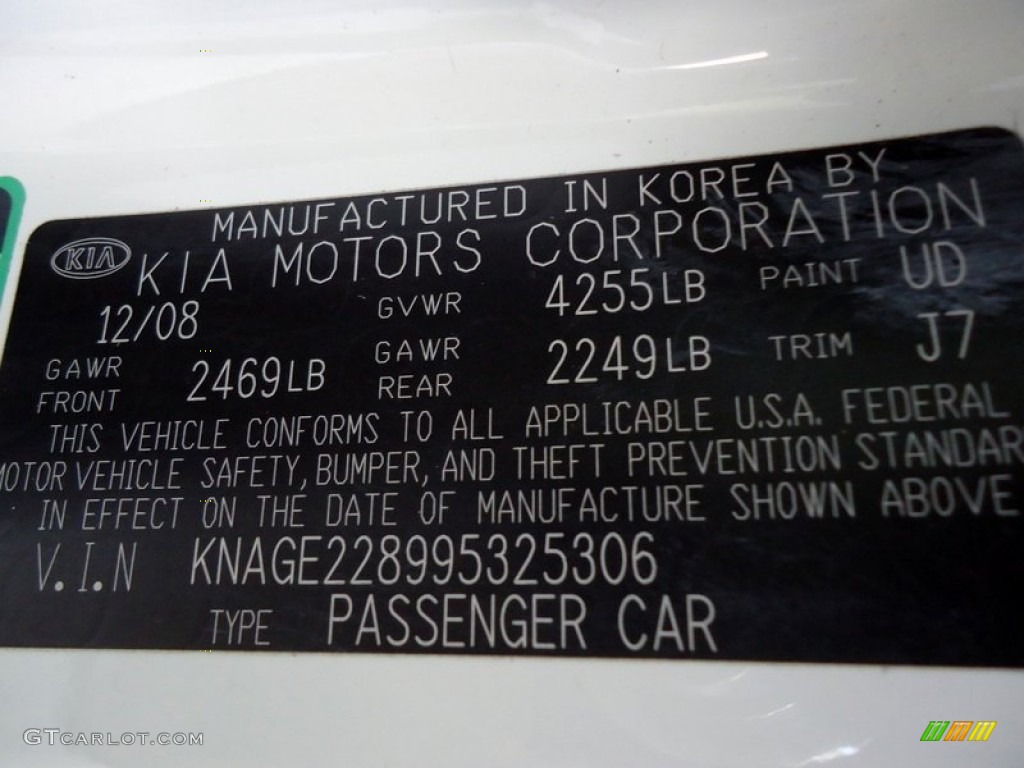 MANUFACTURED IN KOREA BY
KIA KIA MOTORS CORPORATION
12/08 GVWR 4255LB PAINT UD
GAWR FRONT 2469LB GAWR REAR 2249LB TRIM J7
THIS VEHICLE CONFORMS TO ALL APPLICABLE U.S.A. FEDERAL
MOTOR VEHICLE SAFETY, BUMPER, AND THEFT PREVENTION STANDAR
IN EFFECT ON THE DATE OF MANUFACTURE SHOWN ABOVE
V.I.N KNAGE228995325306
TYPE PASSENGER CAR
GTCARLOT.COM